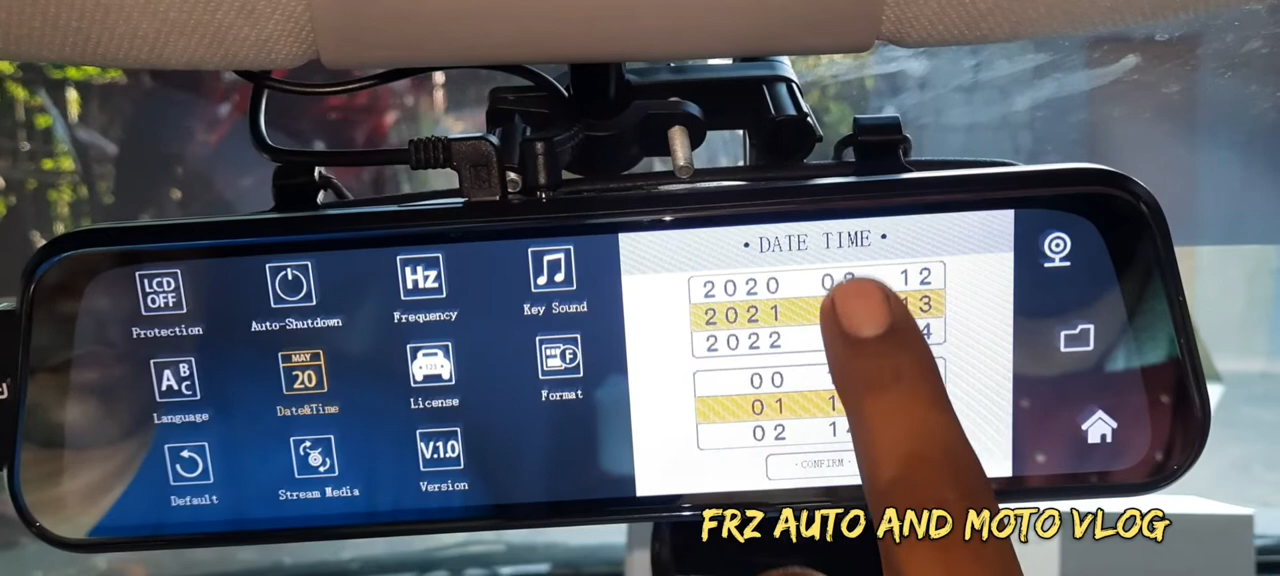 LCD
OFF
Protection
Auto-Shutdown
Hz
Frequency
Key Sound
A B C
Language
MAY
20
Date&Time
123
License
F
Format
Default
Stream Media
V.1.0
Version
• DATE TIME •
2020 12
2021 13
2022
00
01
02
·CONFIRM·
FRZ AUTO AND MOTO VLOG